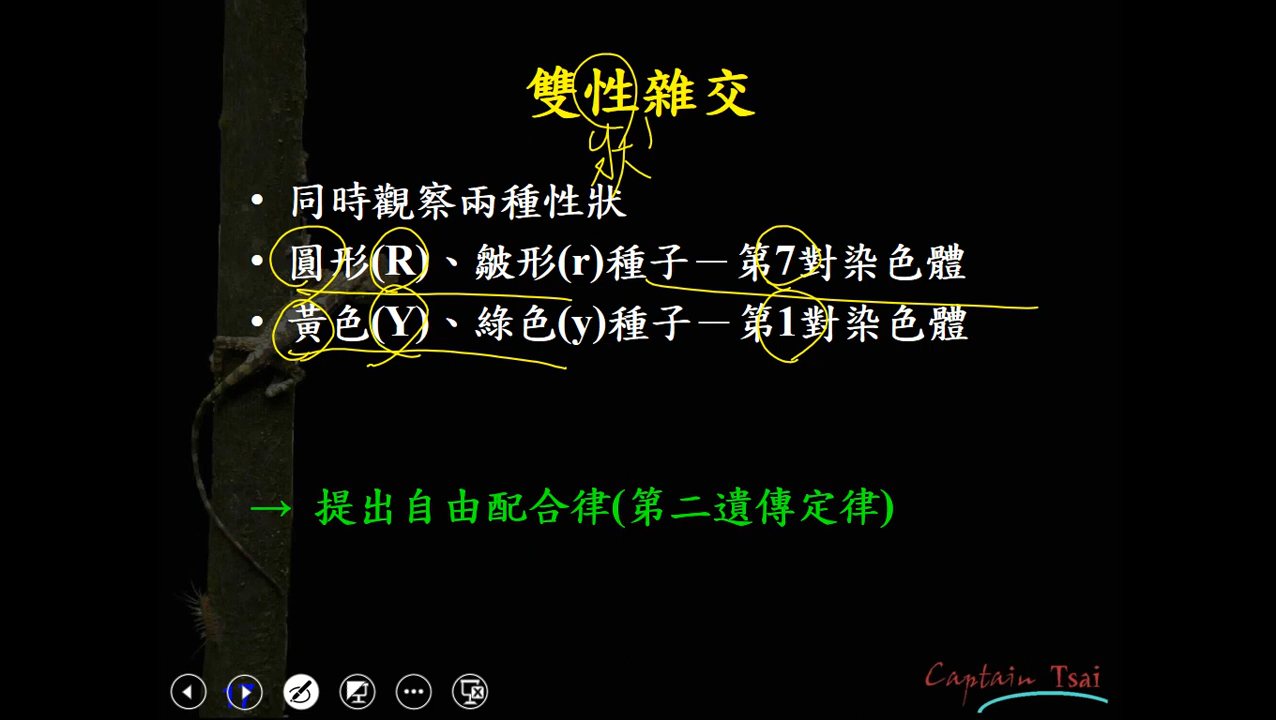 雙性雜交
狀
• 同時觀察兩種性狀
• 圓形(R)、皺形(r)種子－第7對染色體
• 黃色(Y)、綠色(y)種子－第1對染色體
→ 提出自由配合律(第二遺傳定律)
17
Captain Tsai